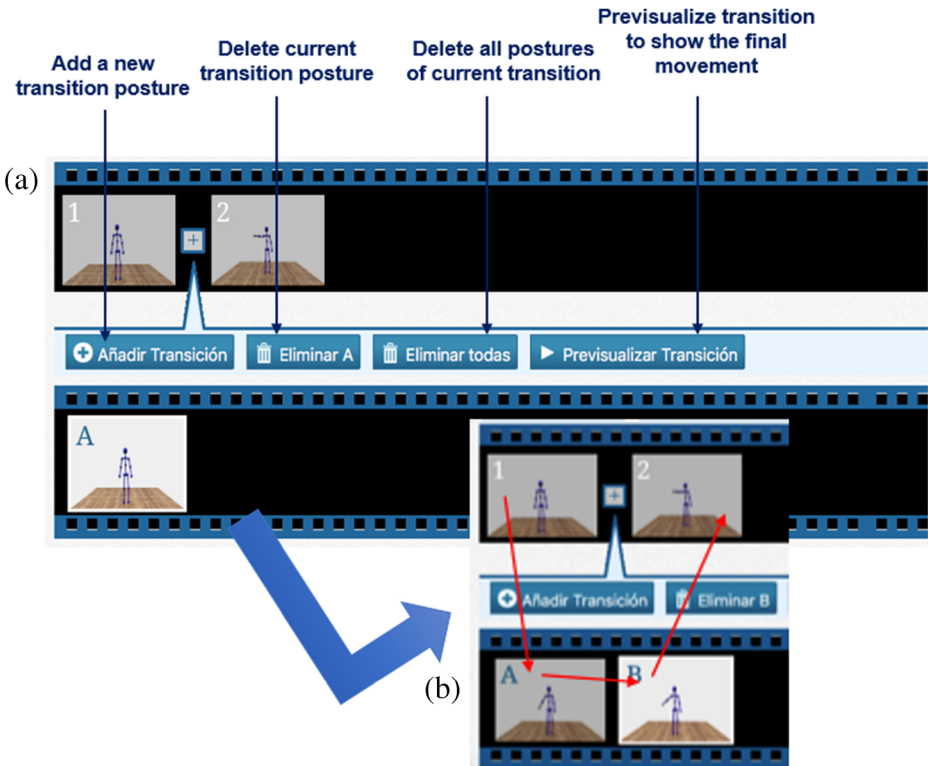 Previsualize transition
to show the final
movement
Delete current
transition posture
Delete all postures
of current transition
Add a new
transition posture
(a)
1
2
Añadir Transición
Eliminar A
Eliminar todas
Previsualizar Transición
A
1
2
Añadir Transición
Eliminar B
(b)
A
B